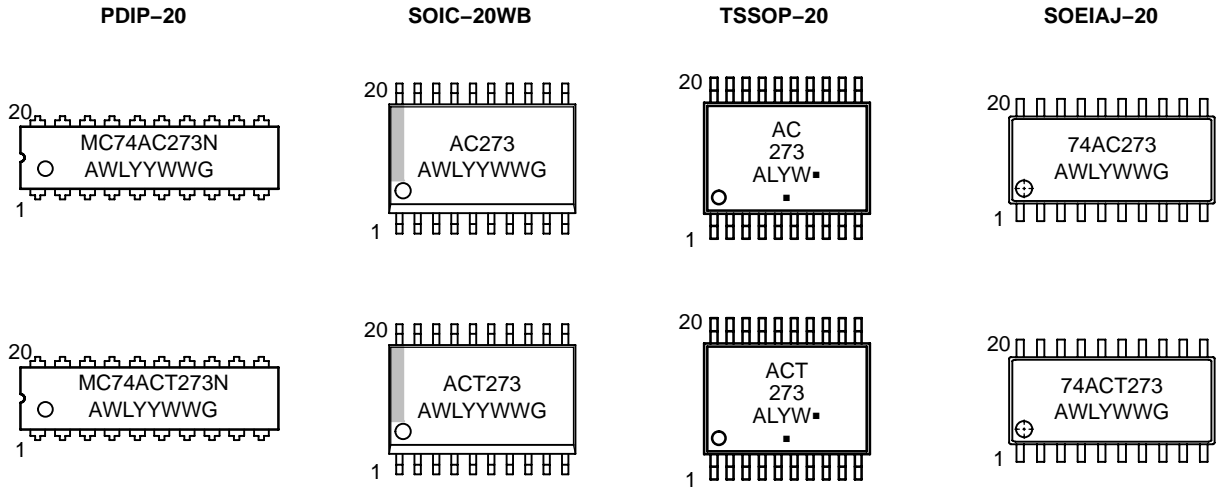 PDIP−20
SOIC−20WB
TSSOP−20
SOEIAJ−20
20
MC74AC273N
AWLYYWWG
1
20
AC273
AWLYYWWG
1
20
AC
273
ALYW▪
▪
1
20
74AC273
AWLYWWG
1
20
MC74ACT273N
AWLYYWWG
1
20
ACT273
AWLYYWWG
1
20
ACT
273
ALYW▪
▪
1
20
74ACT273
AWLYWWG
1